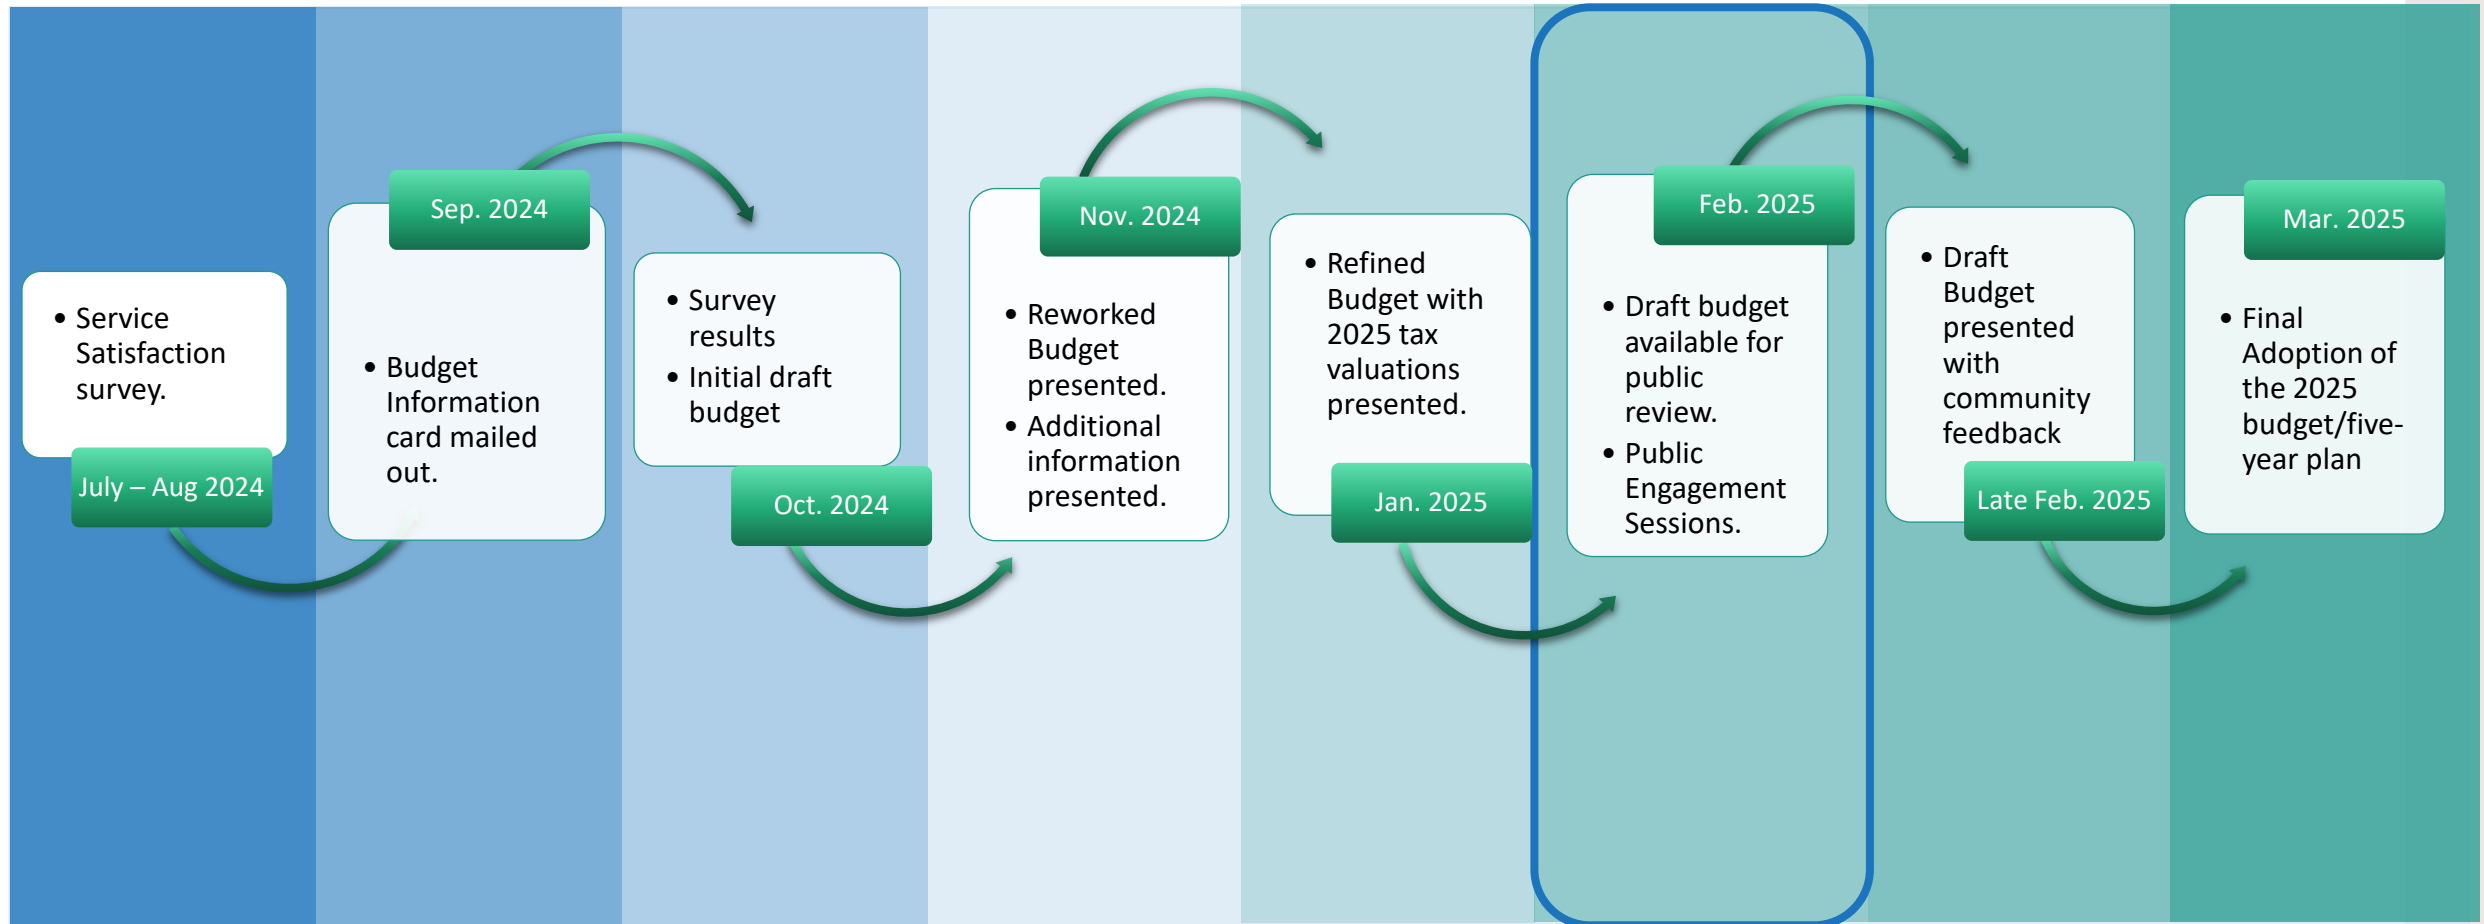 • Service
Satisfaction
survey.
July – Aug 2024
Sep. 2024
• Budget
Information
card mailed
out.
• Survey
results
• Initial draft
budget
Oct. 2024
Nov. 2024
• Reworked
Budget
presented.
• Additional
information
presented.
• Refined
Budget with
2025 tax
valuations
presented.
Jan. 2025
Feb. 2025
• Draft budget
available for
public
review.
• Public
Engagement
Sessions.
• Draft
Budget
presented
with
community
feedback
Late Feb. 2025
Mar. 2025
• Final
Adoption of
the 2025
budget/five-
year plan